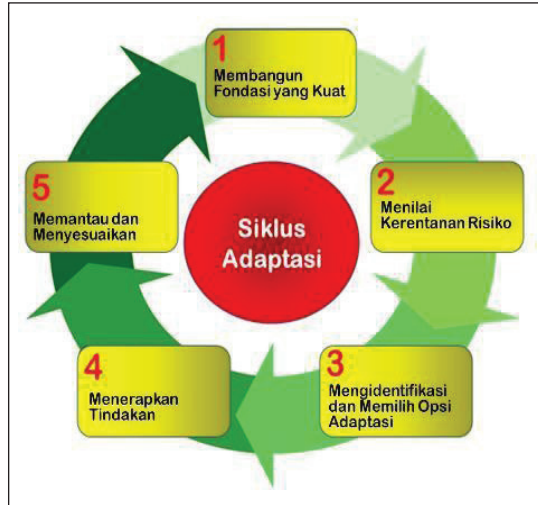 1
Membangun
Fondasi yang Kuat
2
Menilai
Kerentanan Risiko
3
Mengidentifikasi
dan Memilih Opsi
Adaptasi
4
Menerapkan
Tindakan
5
Memantau dan
Menyesuaikan
Siklus
Adaptasi